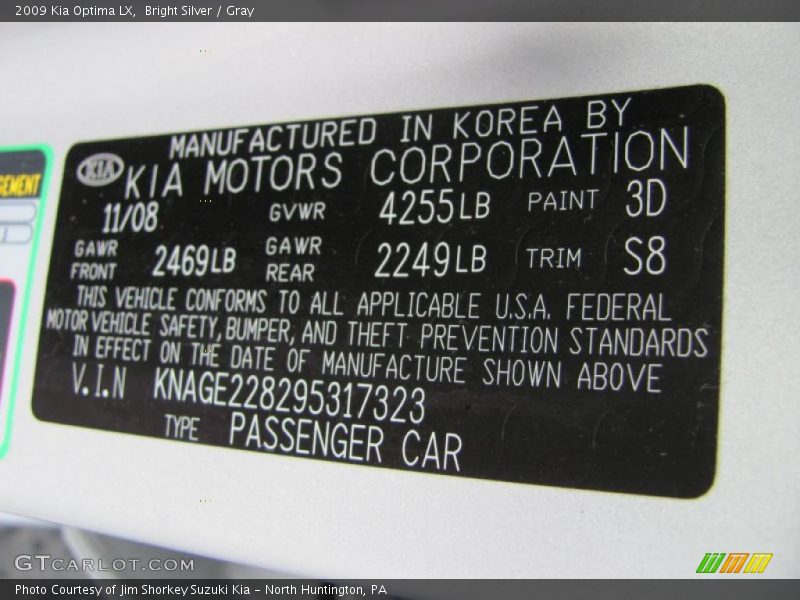 2009 Kia Optima LX, Bright Silver / Gray
GEMENT
MANUFACTURED IN KOREA BY
KIA KIA MOTORS CORPORATION
11/08 GVWR 4255LB PAINT 3D
GAWR FRONT 2469LB GAWR REAR 2249LB TRIM S8
THIS VEHICLE CONFORMS TO ALL APPLICABLE U.S.A. FEDERAL
MOTOR VEHICLE SAFETY, BUMPER, AND THEFT PREVENTION STANDARDS
IN EFFECT ON THE DATE OF MANUFACTURE SHOWN ABOVE
V.I.N KNAGE228295317323
TYPE PASSENGER CAR
GTCARLOT.COM
Photo Courtesy of Jim Shorkey Suzuki Kia - North Huntington, PA